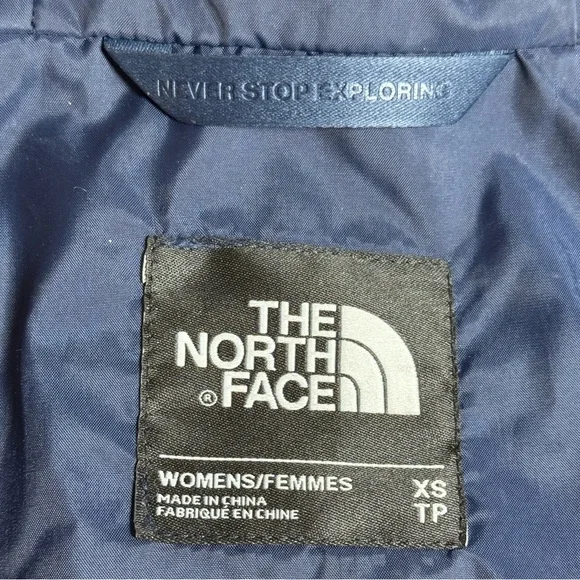 NEVER STOP EXPLORING
THE
NORTH
® FACE
WOMENS/FEMMES XS
MADE IN CHINA TP
FABRIQUÉ EN CHINE